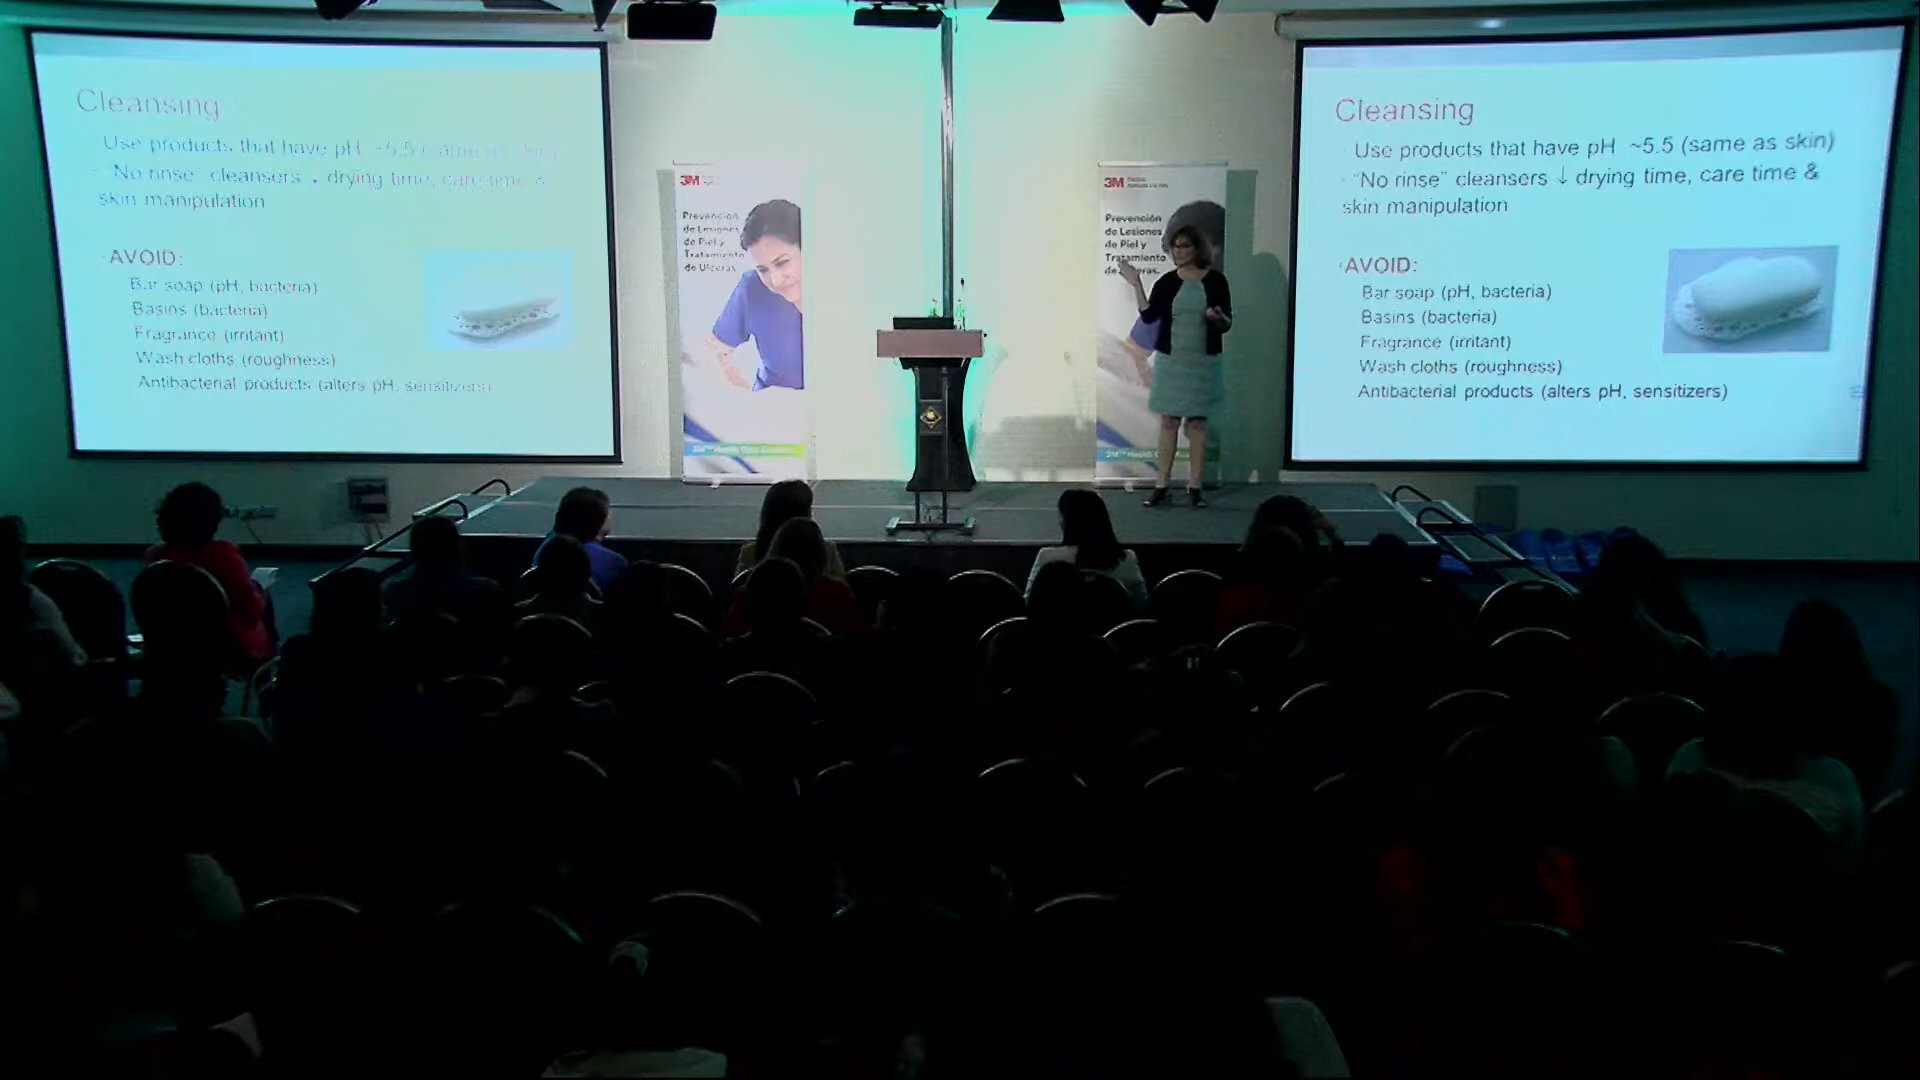 Cleansing
Use products that have pH ~5.5
"No rinse" cleansers ↓ drying time, care time &
skin manipulation
AVOID:
Bar soap (pH, bacteria)
Basins (bacteria)
Fragrance (irritant)
Wash cloths (roughness)
Antibacterial products (alters pH, sensitizers)
3M
Prevención
de Lesiones
de Piel y
Tratamiento
de Úlceras.
3M
Prevención
de Lesiones
de Piel y
Tratamiento
Cleansing
Use products that have pH ~5.5 (same as skin)
"No rinse" cleansers ↓ drying time, care time &
skin manipulation
AVOID:
Bar soap (pH, bacteria)
Basins (bacteria)
Fragrance (irritant)
Wash cloths (roughness)
Antibacterial products (alters pH, sensitizers)